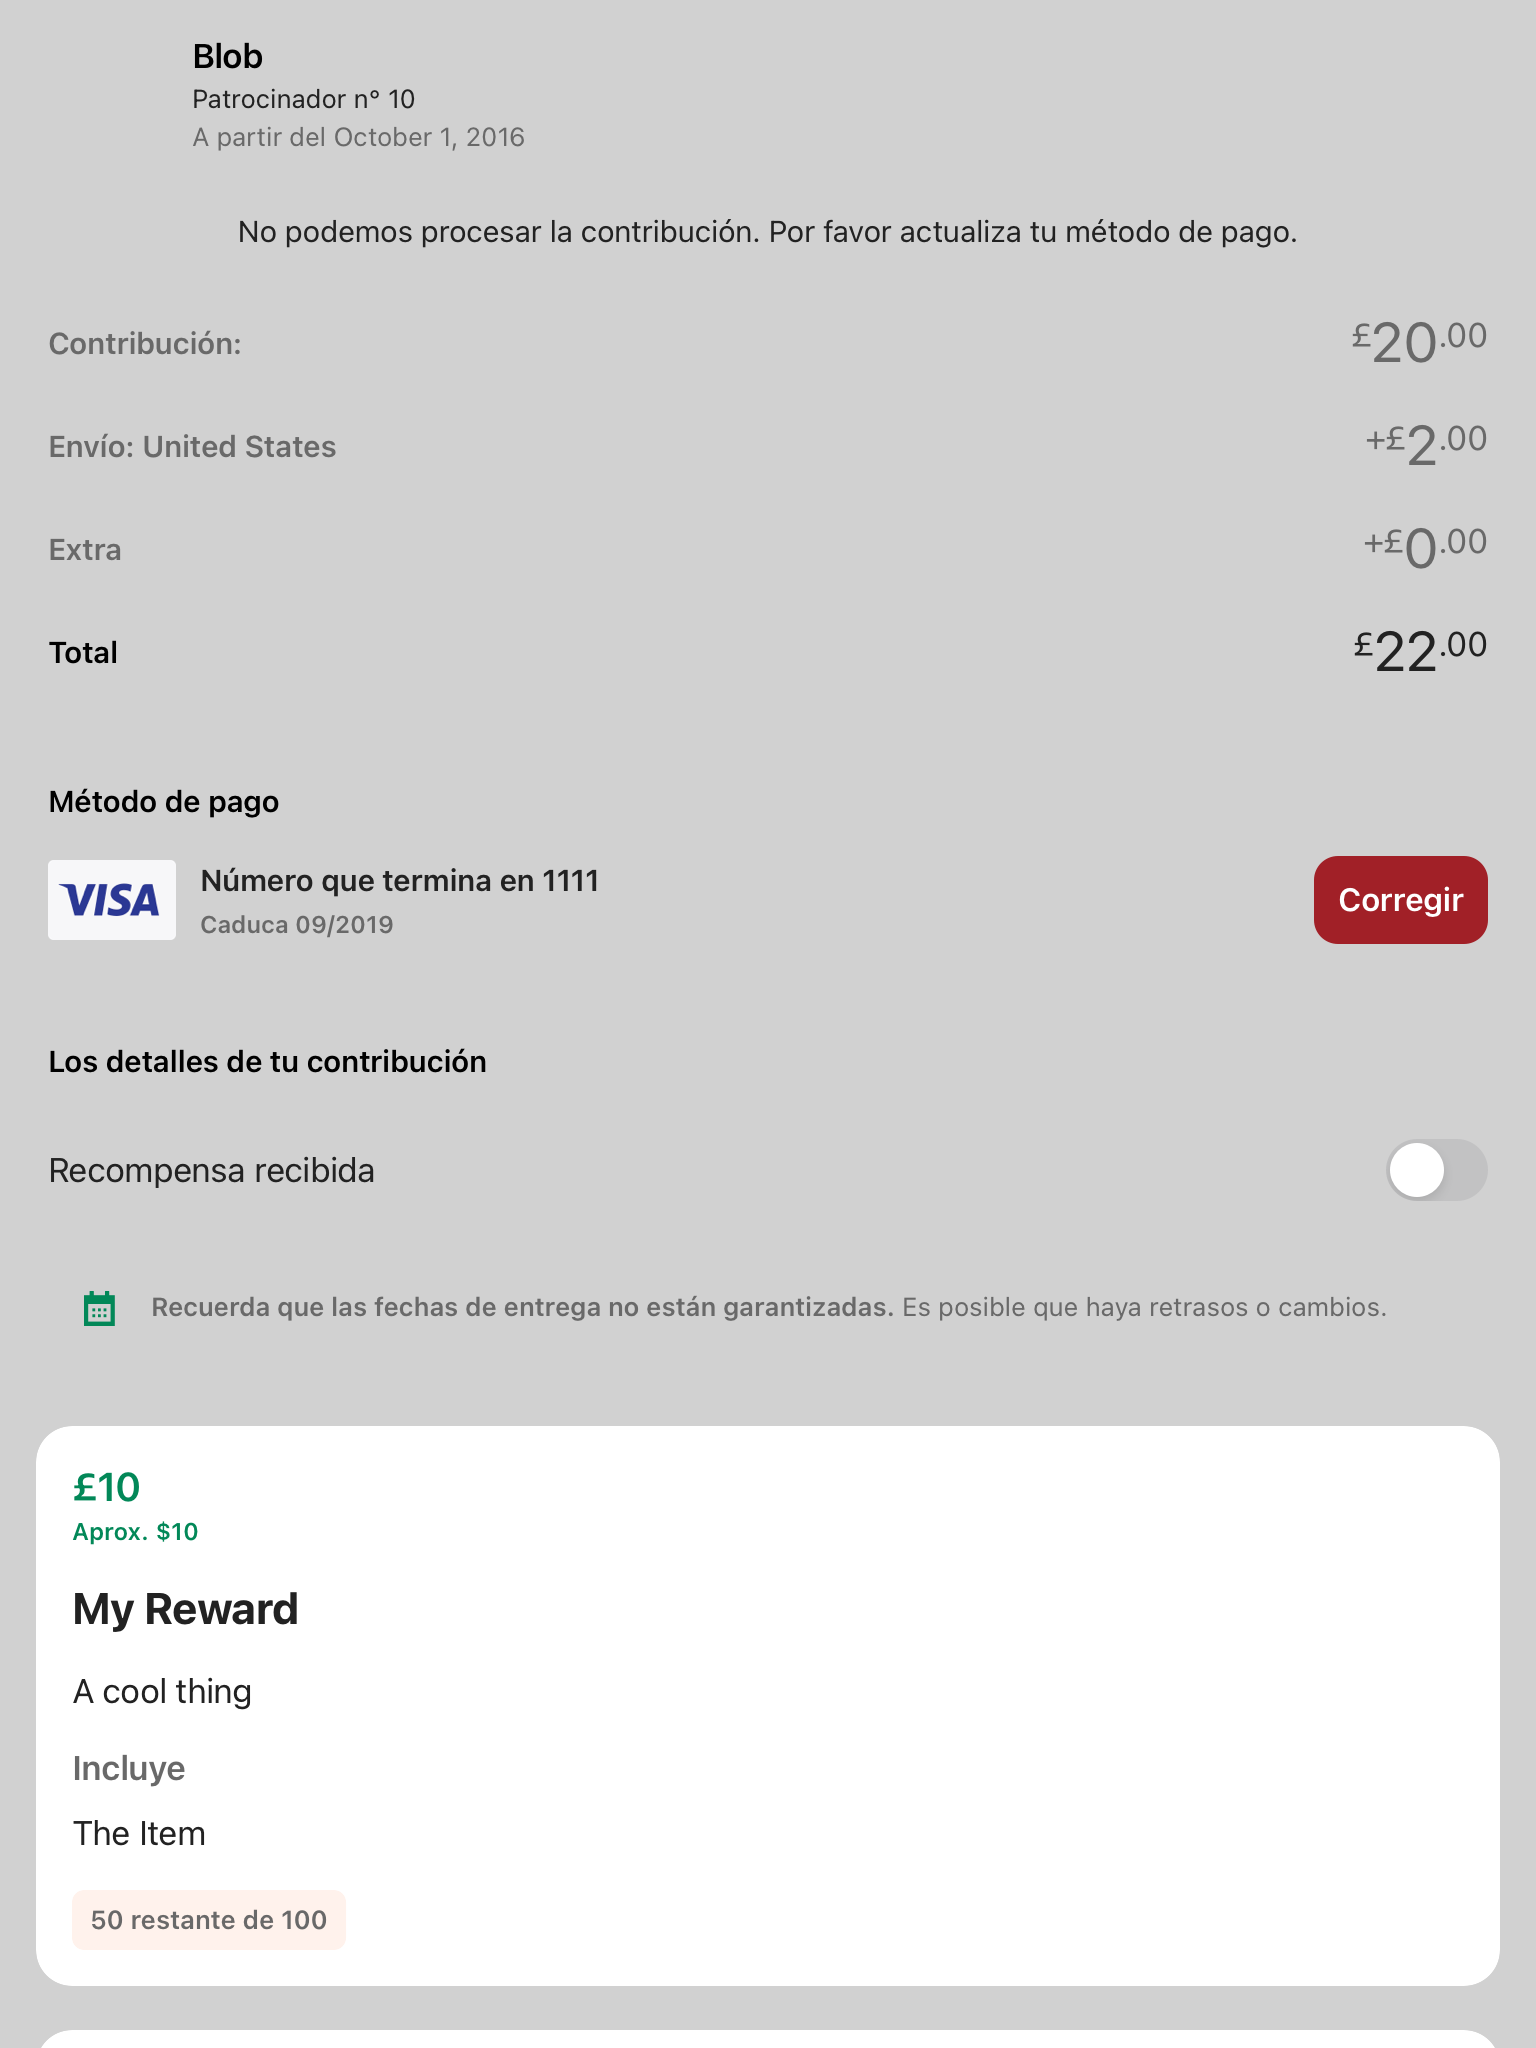 Blob
Patrocinador n° 10
A partir del October 1, 2016
No podemos procesar la contribución. Por favor actualiza tu método de pago.
Contribución: £20.00
Envío: United States +£2.00
Extra +£0.00
Total £22.00
Método de pago
VISA
Número que termina en 1111
Caduca 09/2019
Corregir
Los detalles de tu contribución
Recompensa recibida
Recuerda que las fechas de entrega no están garantizadas. Es posible que haya retrasos o cambios.
£10
Aprox. $10
My Reward
A cool thing
Incluye
The Item
50 restante de 100